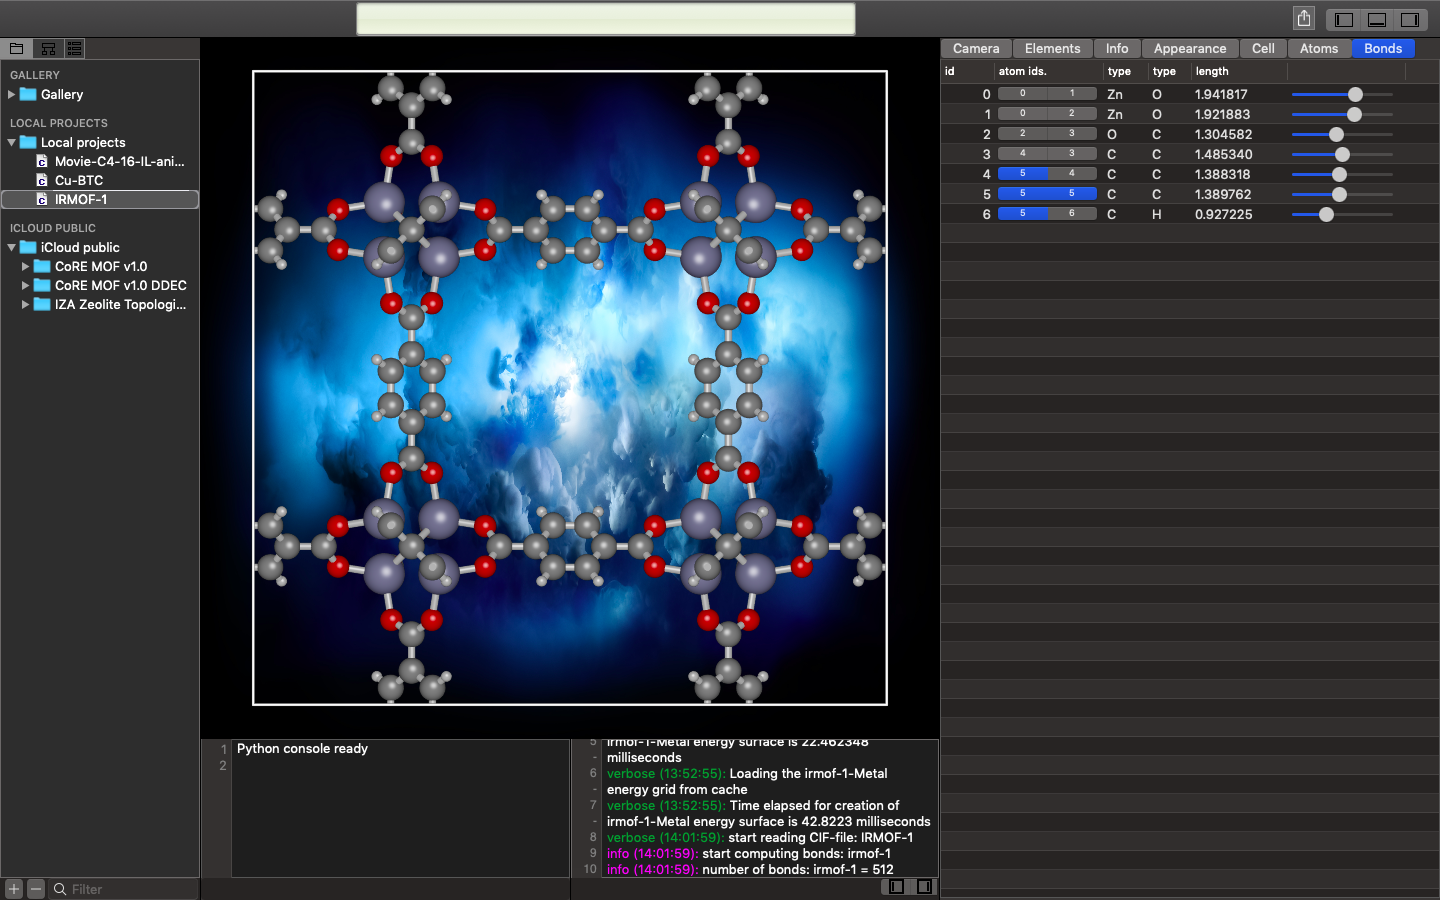 Camera Elements Info Appearance Cell Atoms Bonds
GALLERY
Gallery
LOCAL PROJECTS
Local projects
Movie-C4-16-IL-ani...
Cu-BTC
IRMOF-1
ICLOUD PUBLIC
iCloud public
CoRE MOF v1.0
CoRE MOF v1.0 DDEC
IZA Zeolite Topologi...
Filter
1 Python console ready
2
5 irmof-1-Metal energy surface is 22.462348
- milliseconds
6 verbose (13:52:55): Loading the irmof-1-Metal
- energy grid from cache
7 verbose (13:52:55): Time elapsed for creation of
- irmof-1-Metal energy surface is 42.8223 milliseconds
8 verbose (14:01:59): start reading CIF-file: IRMOF-1
9 info (14:01:59): start computing bonds: irmof-1
10 info (14:01:59): number of bonds: irmof-1 = 512
id atom ids. type type length
0 0 1 Zn O 1.941817
1 0 2 Zn O 1.921883
2 2 3 O C 1.304582
3 4 3 C C 1.485340
4 5 4 C C 1.388318
5 5 5 C C 1.389762
6 5 6 C H 0.927225